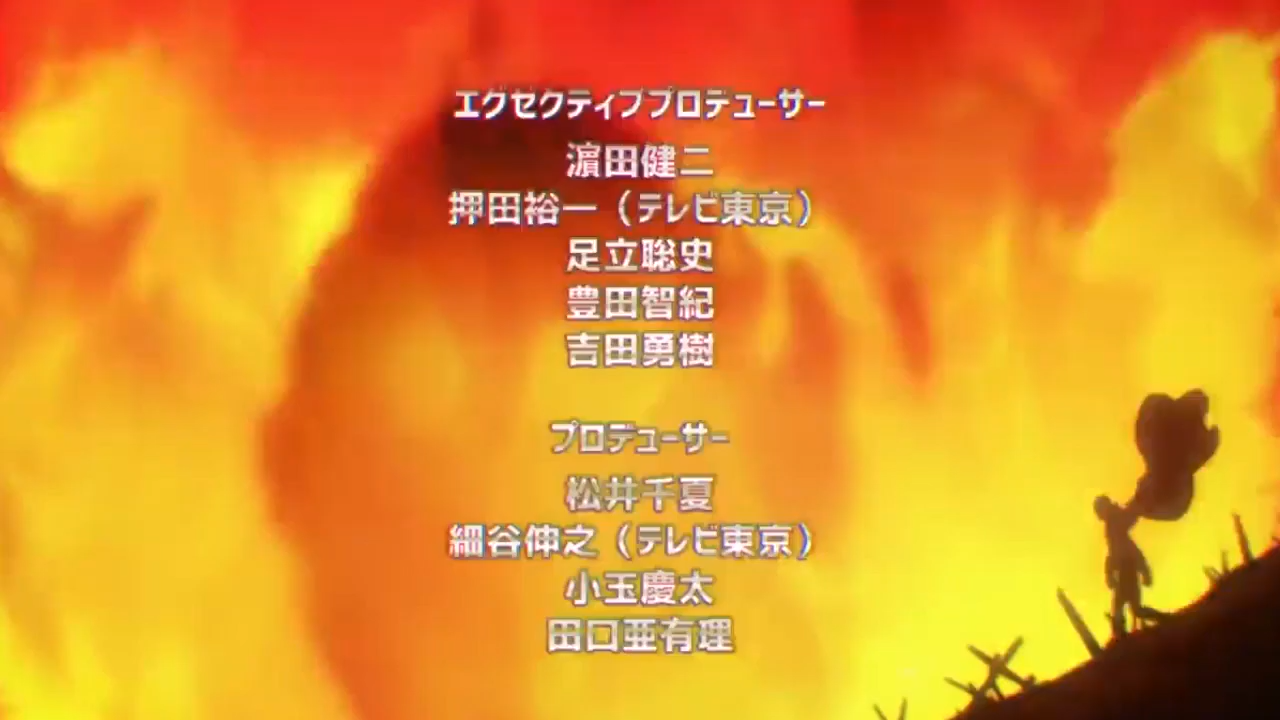 エグゼクティブプロデューサー
濵田健二
押田裕一（テレビ東京）
足立聡史
豊田智紀
吉田勇樹
プロデューサー
松井千夏
細谷伸之（テレビ東京）
小玉慶太
田口亜有理